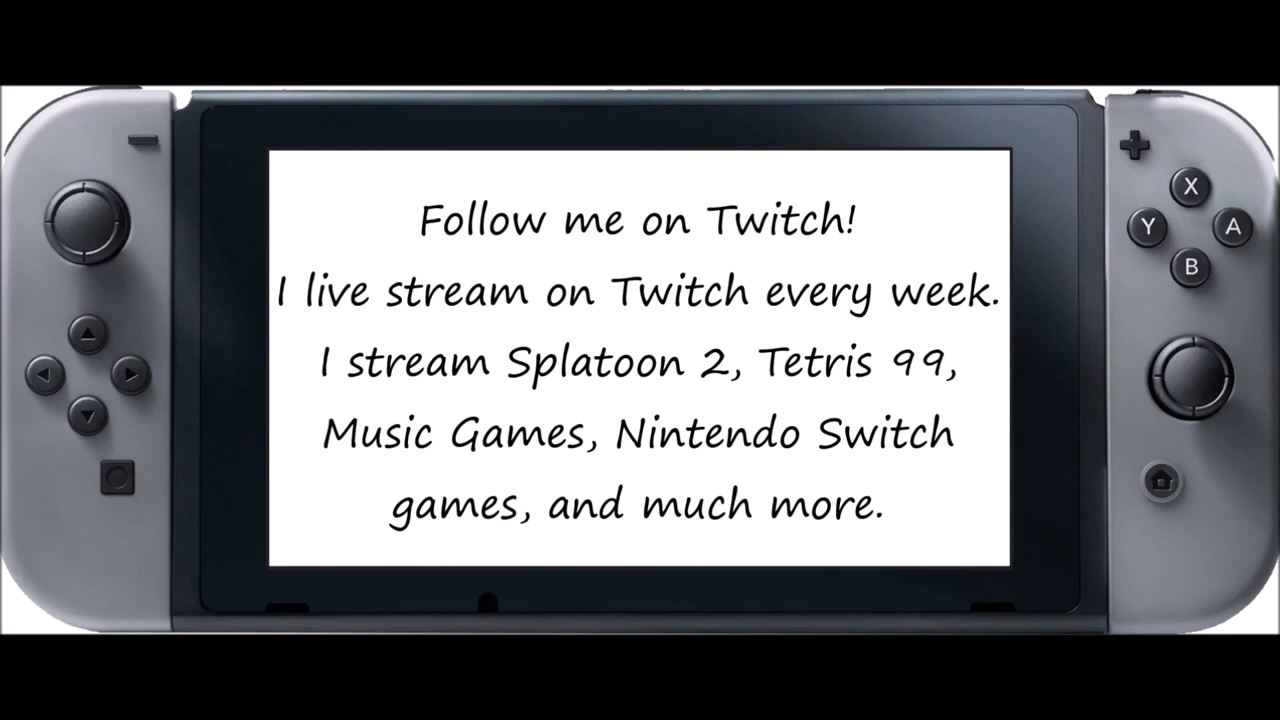 Follow me on Twitch!
I live stream on Twitch every week.
I stream Splatoon 2, Tetris 99,
Music Games, Nintendo Switch
games, and much more.
X
Y A
B